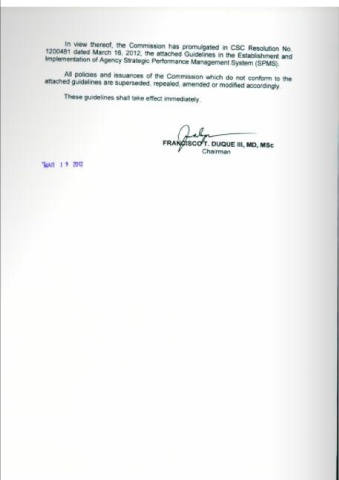 In view thereof, the Commission has promulgated in CSC Resolution No.
1200481 dated March 16, 2012, the attached Guidelines in the Establishment and
Implementation of Agency Strategic Performance Management System (SPMS).
All policies and issuances of the Commission which do not conform to the
attached guidelines are superseded, repealed, amended or modified accordingly.
These guidelines shall take effect immediately.
FRANCISCO T. DUQUE III, MD, MSc
Chairman
19 2012